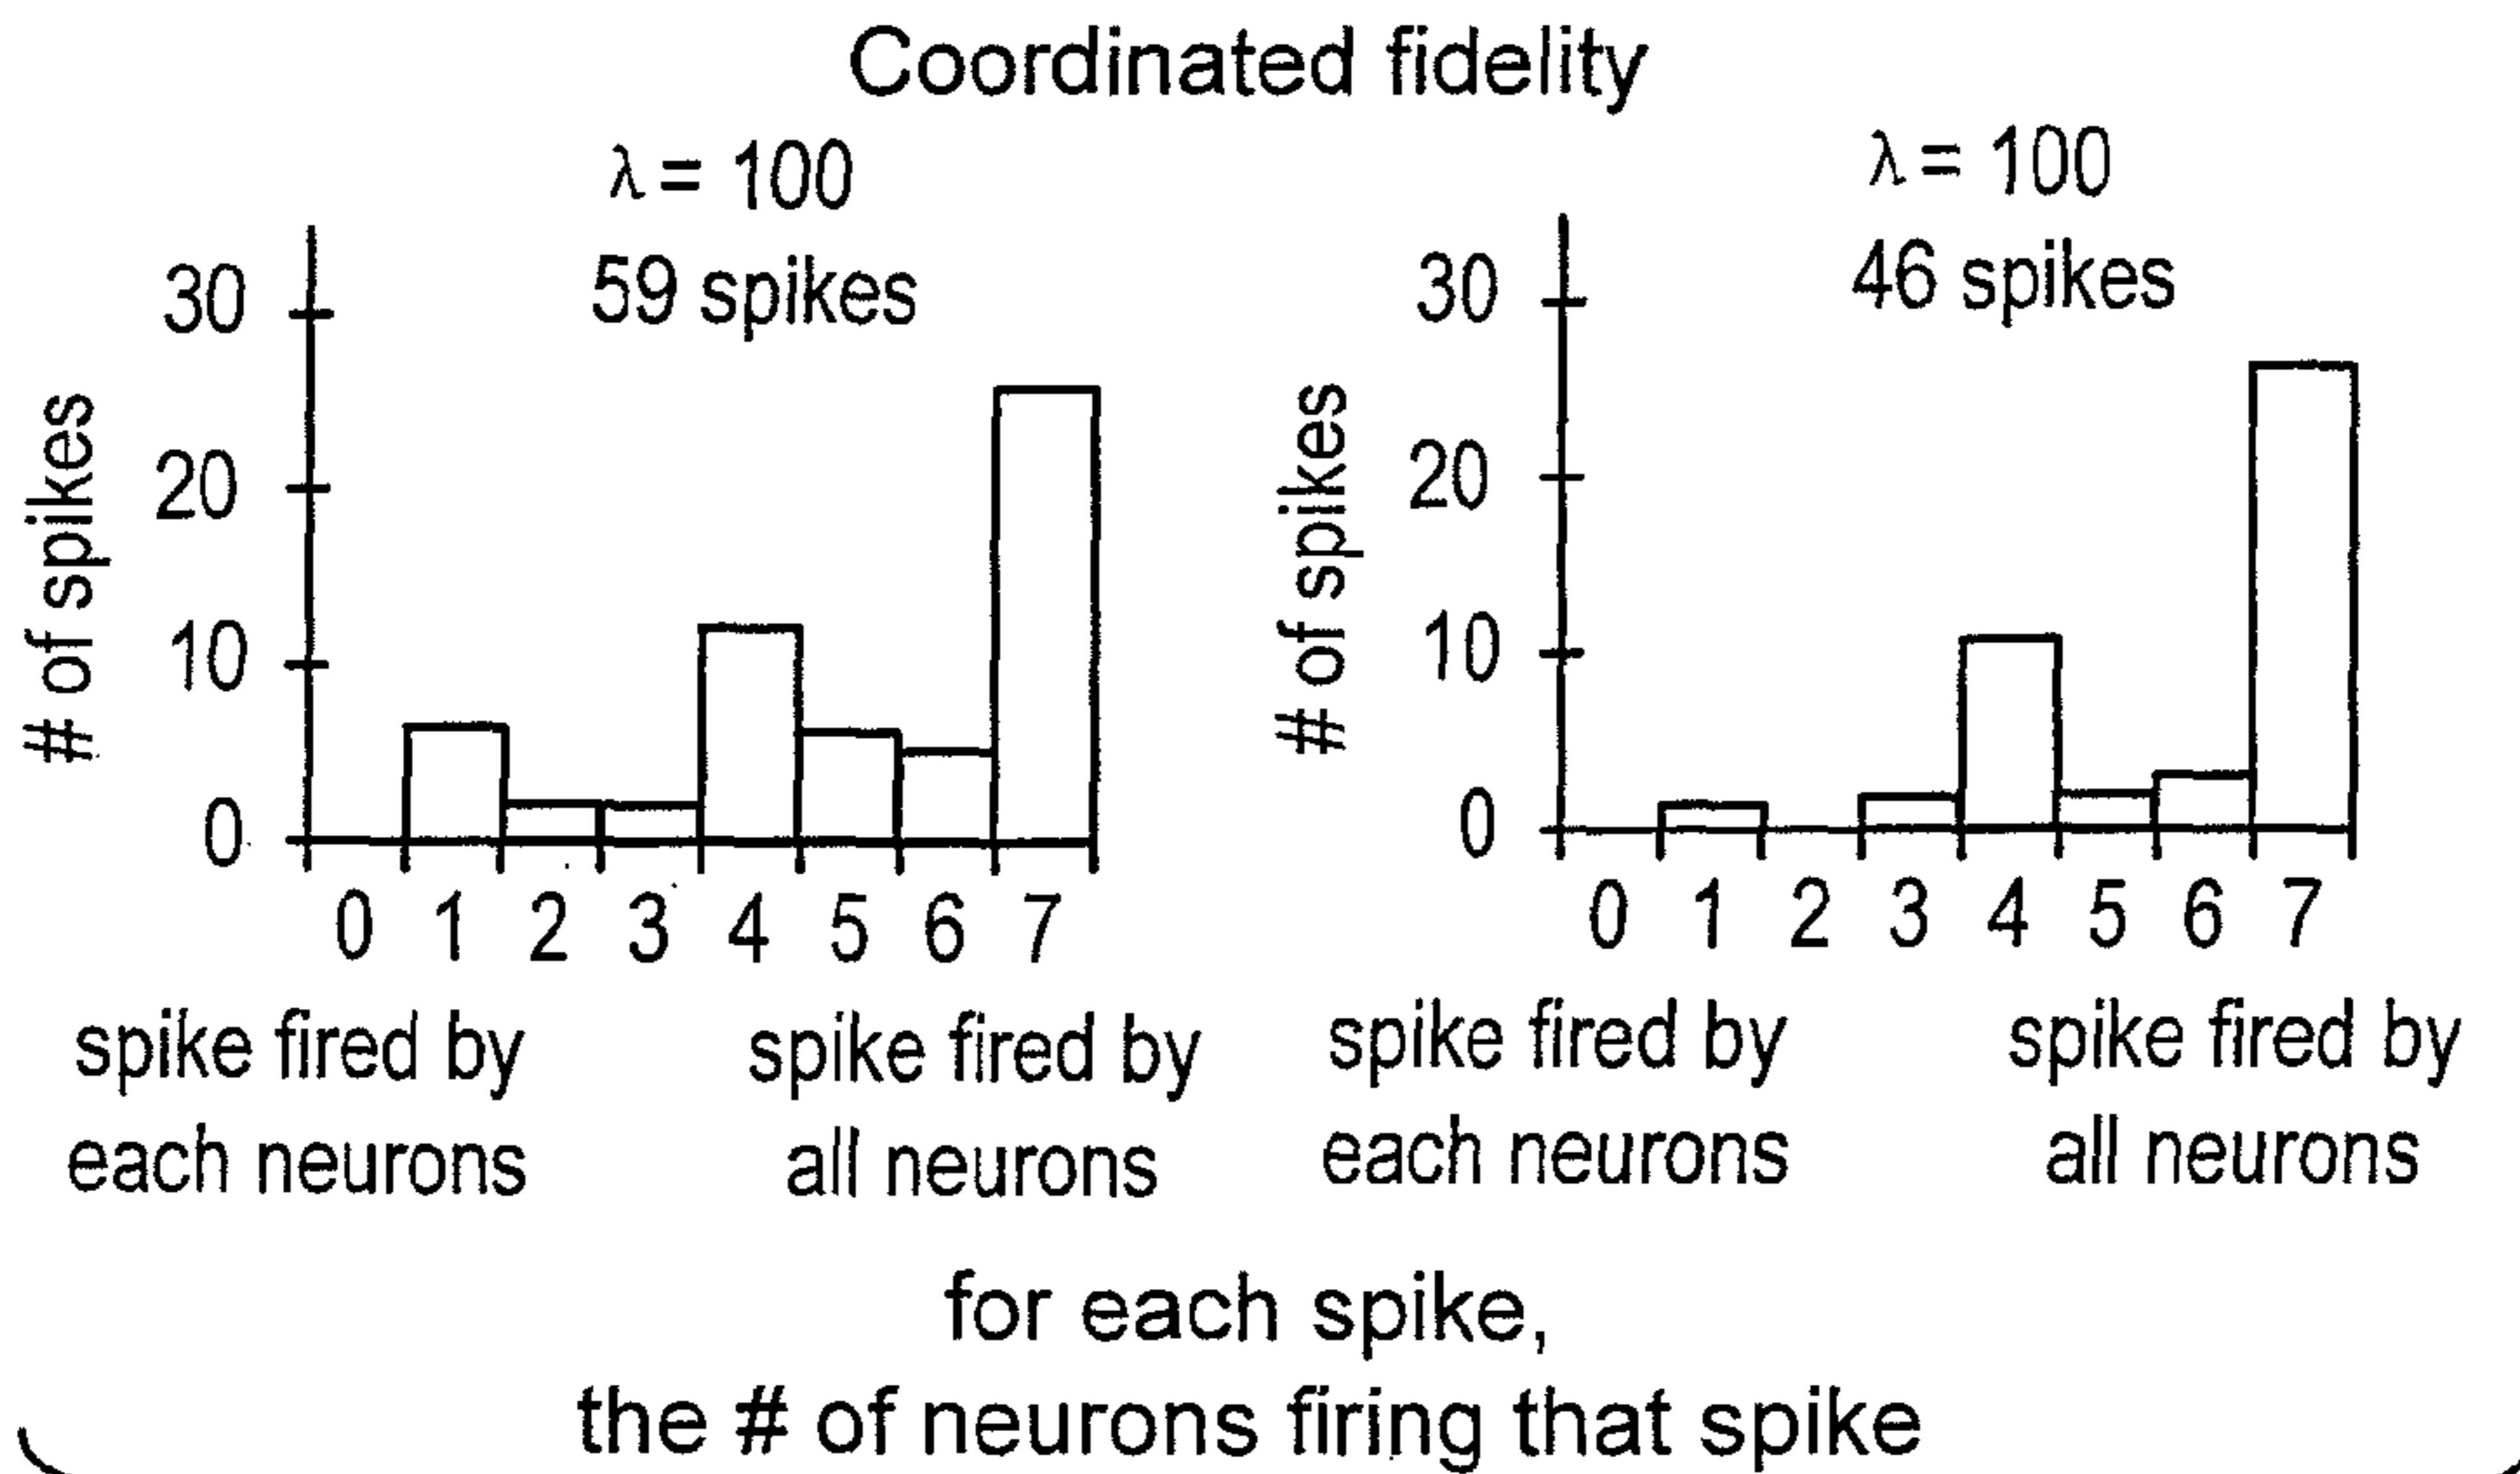 Coordinated fidelity
λ = 100
59 spikes
# of spikes
30
20
10
0
0 1 2 3 4 5 6 7
spike fired by
each neurons
spike fired by
all neurons
λ = 100
46 spikes
# of spikes
30
20
10
0
0 1 2 3 4 5 6 7
spike fired by
each neurons
spike fired by
all neurons
for each spike,
the # of neurons firing that spike